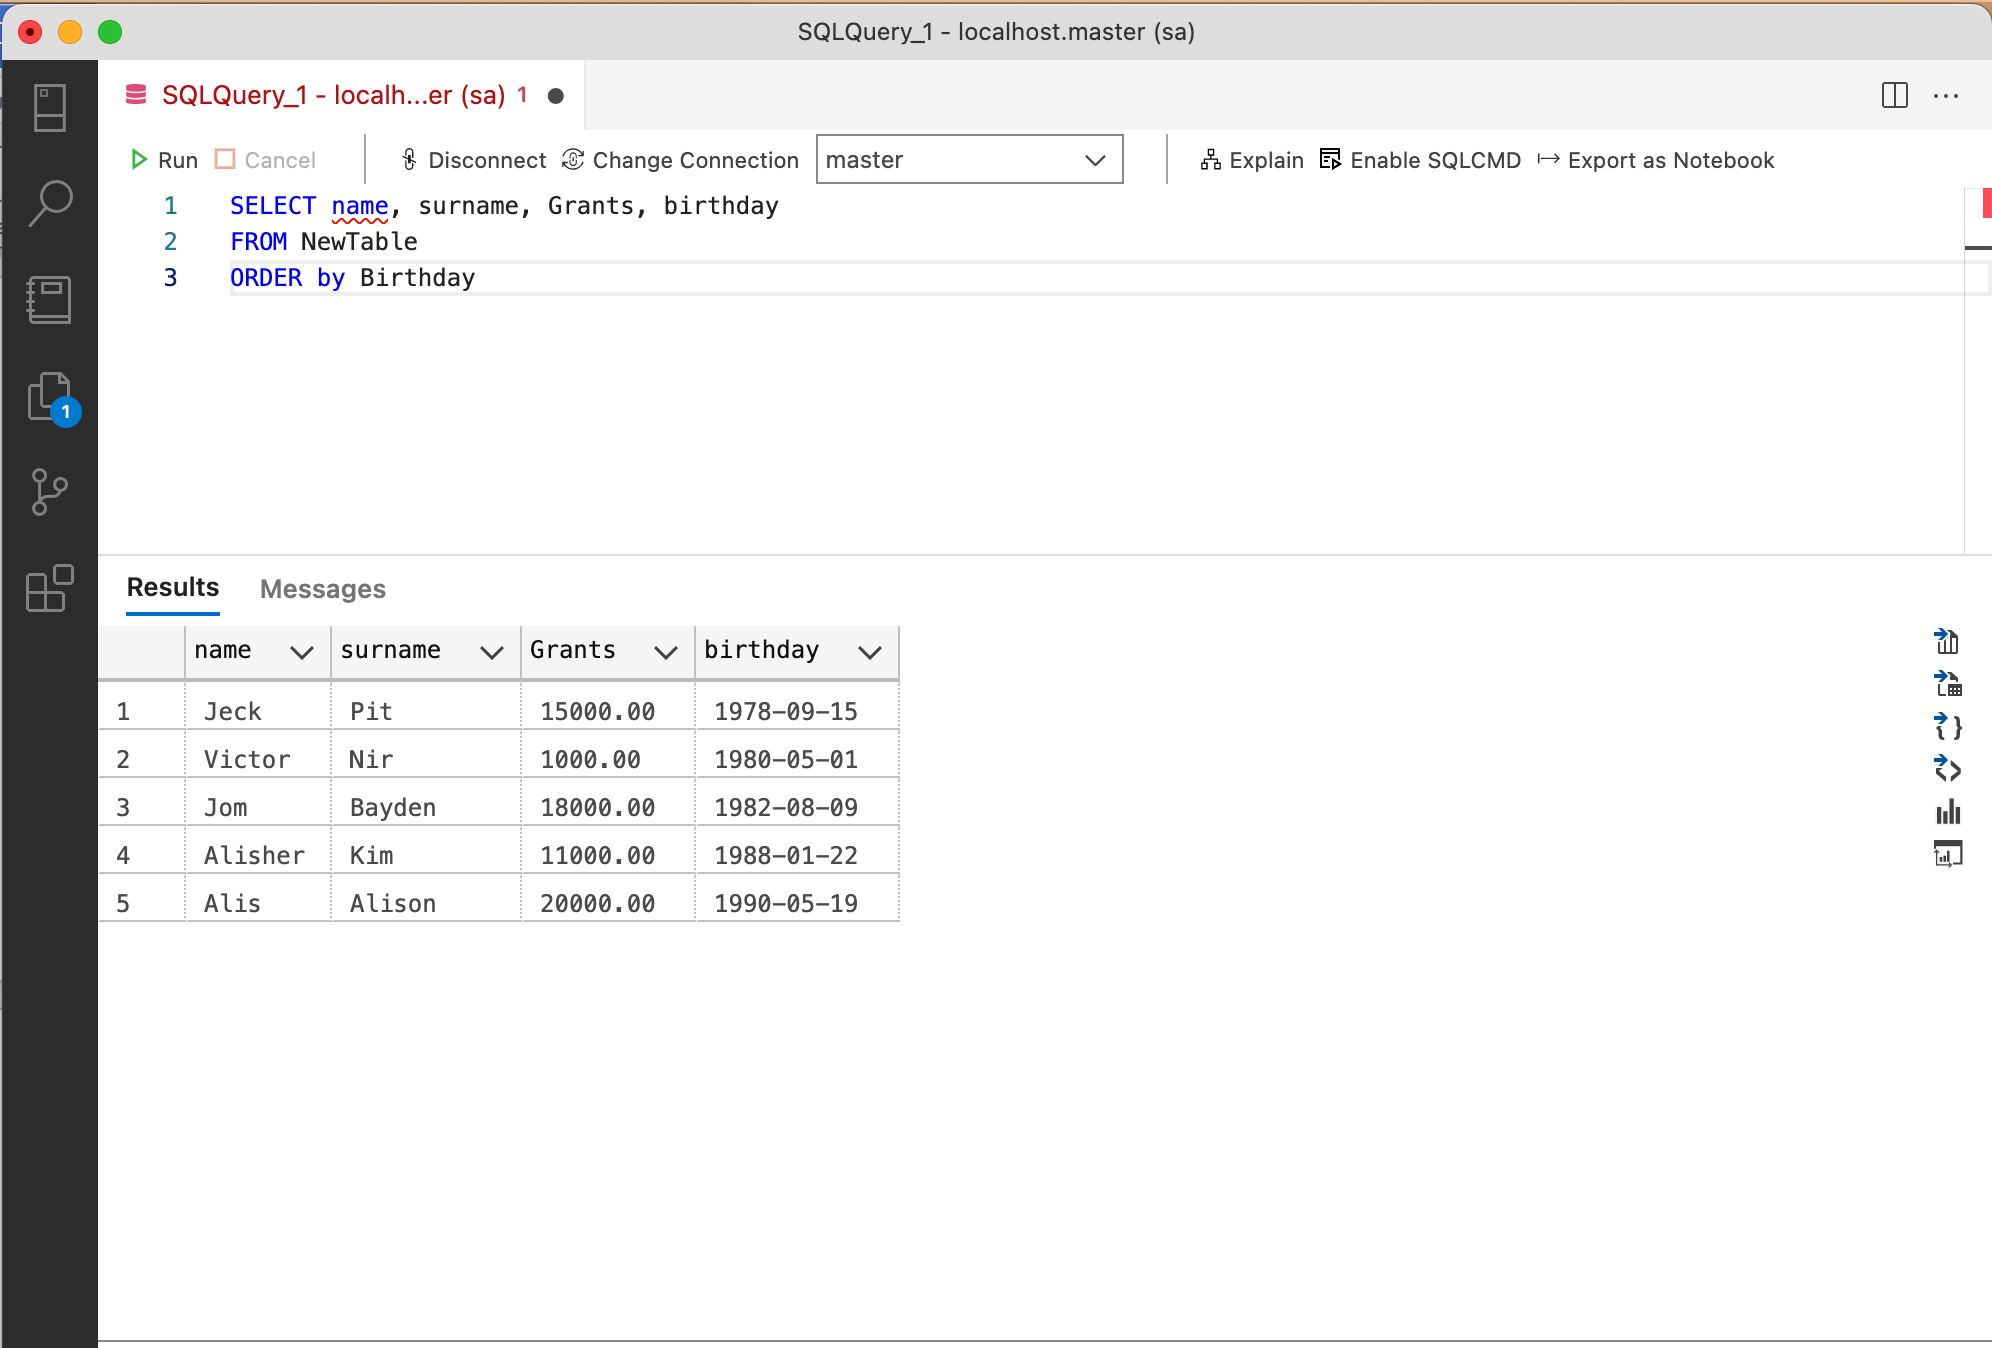 SQLQuery_1 - localhost.master (sa)
SQLQuery_1 - localh...er (sa) 1
Run Cancel Disconnect Change Connection master Explain Enable SQLCMD Export as Notebook
1 SELECT name, surname, Grants, birthday
2 FROM NewTable
3 ORDER by Birthday
1
Results Messages
name surname Grants birthday
1 Jeck Pit 15000.00 1978-09-15
2 Victor Nir 1000.00 1980-05-01
3 Jom Bayden 18000.00 1982-08-09
4 Alisher Kim 11000.00 1988-01-22
5 Alis Alison 20000.00 1990-05-19